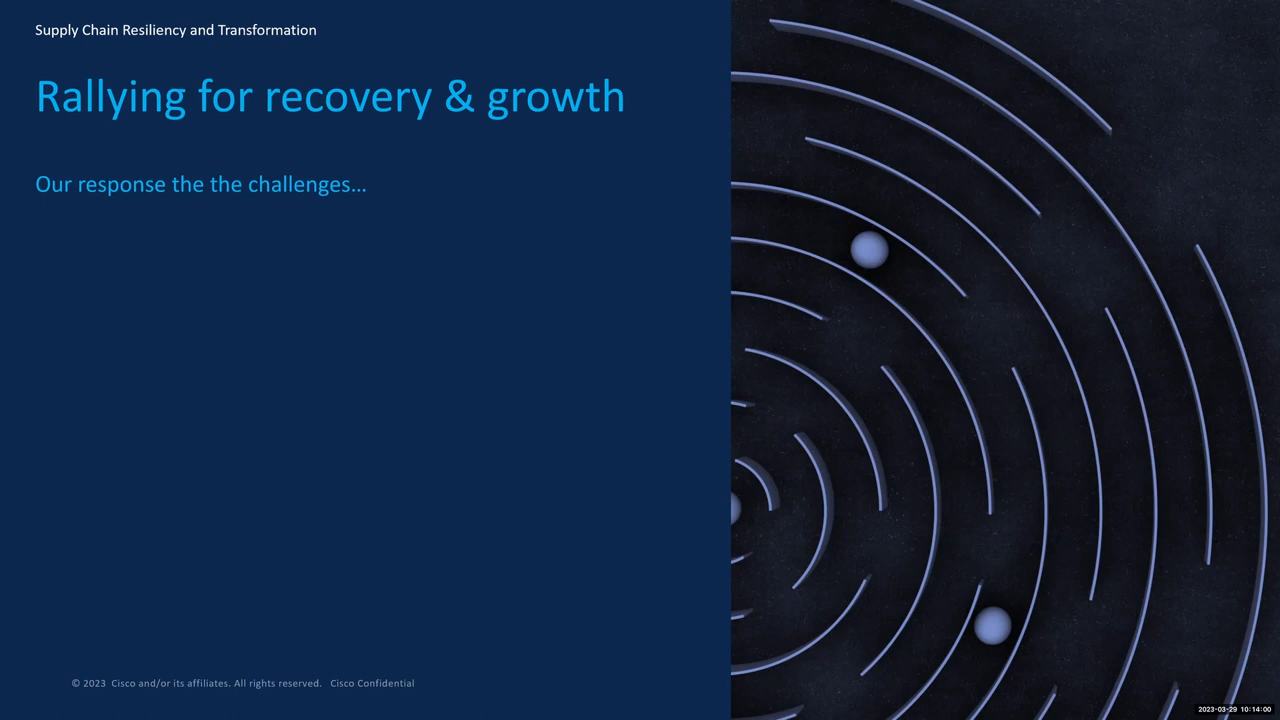 Supply Chain Resiliency and Transformation
Rallying for recovery & growth
Our response the the challenges...
© 2023 Cisco and/or its affiliates. All rights reserved. Cisco Confidential
2023-03-29 10:14:00